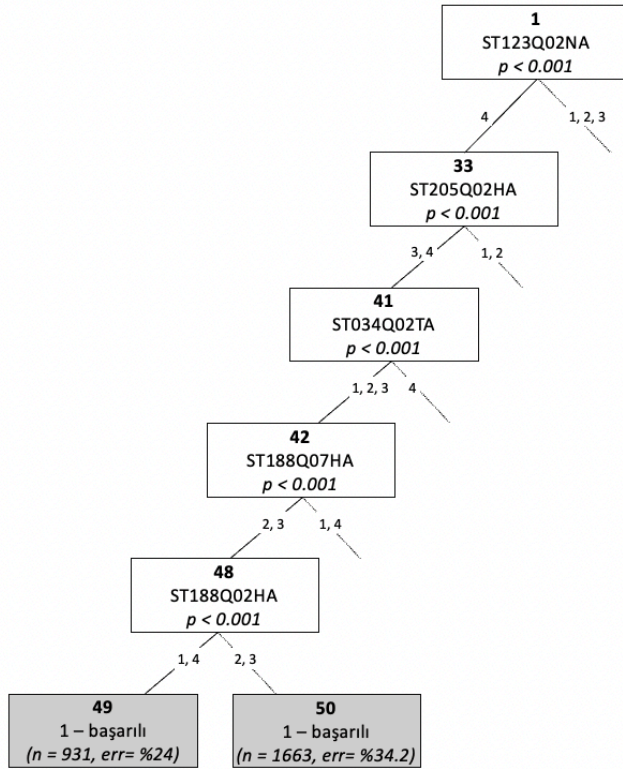 1
ST123Q02NA
p < 0.001
4
1, 2, 3
33
ST205Q02HA
p < 0.001
3, 4
1, 2
41
ST034Q02TA
p < 0.001
1, 2, 3
4
42
ST188Q07HA
p < 0.001
2, 3
1, 4
48
ST188Q02HA
p < 0.001
1, 4
2, 3
49
1 – başarılı
(n = 931, err= %24)
50
1 – başarılı
(n = 1663, err= %34.2)